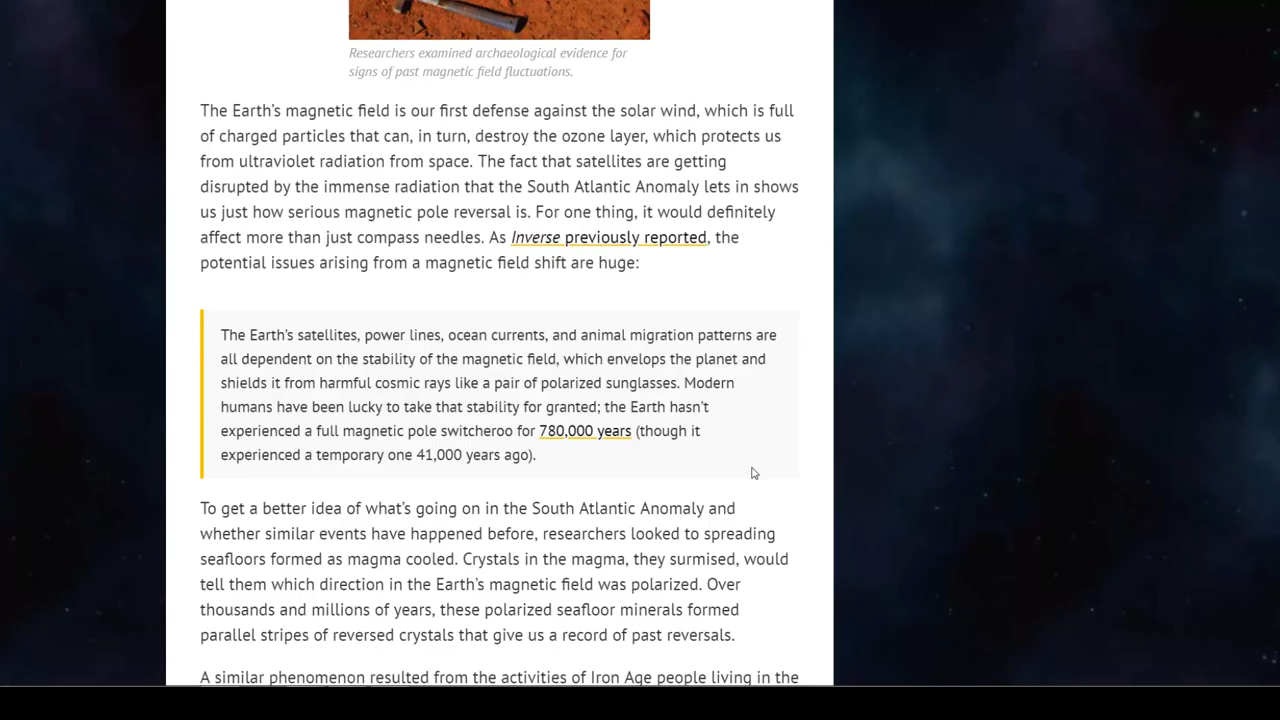 Researchers examined archaeological evidence for
signs of past magnetic field fluctuations.
The Earth's magnetic field is our first defense against the solar wind, which is full
of charged particles that can, in turn, destroy the ozone layer, which protects us
from ultraviolet radiation from space. The fact that satellites are getting
disrupted by the immense radiation that the South Atlantic Anomaly lets in shows
us just how serious magnetic pole reversal is. For one thing, it would definitely
affect more than just compass needles. As Inverse previously reported, the
potential issues arising from a magnetic field shift are huge:
The Earth's satellites, power lines, ocean currents, and animal migration patterns are
all dependent on the stability of the magnetic field, which envelops the planet and
shields it from harmful cosmic rays like a pair of polarized sunglasses. Modern
humans have been lucky to take that stability for granted; the Earth hasn't
experienced a full magnetic pole switcheroo for 780,000 years (though it
experienced a temporary one 41,000 years ago).
To get a better idea of what's going on in the South Atlantic Anomaly and
whether similar events have happened before, researchers looked to spreading
seafloors formed as magma cooled. Crystals in the magma, they surmised, would
tell them which direction in the Earth's magnetic field was polarized. Over
thousands and millions of years, these polarized seafloor minerals formed
parallel stripes of reversed crystals that give us a record of past reversals.
A similar phenomenon resulted from the activities of Iron Age people living in the